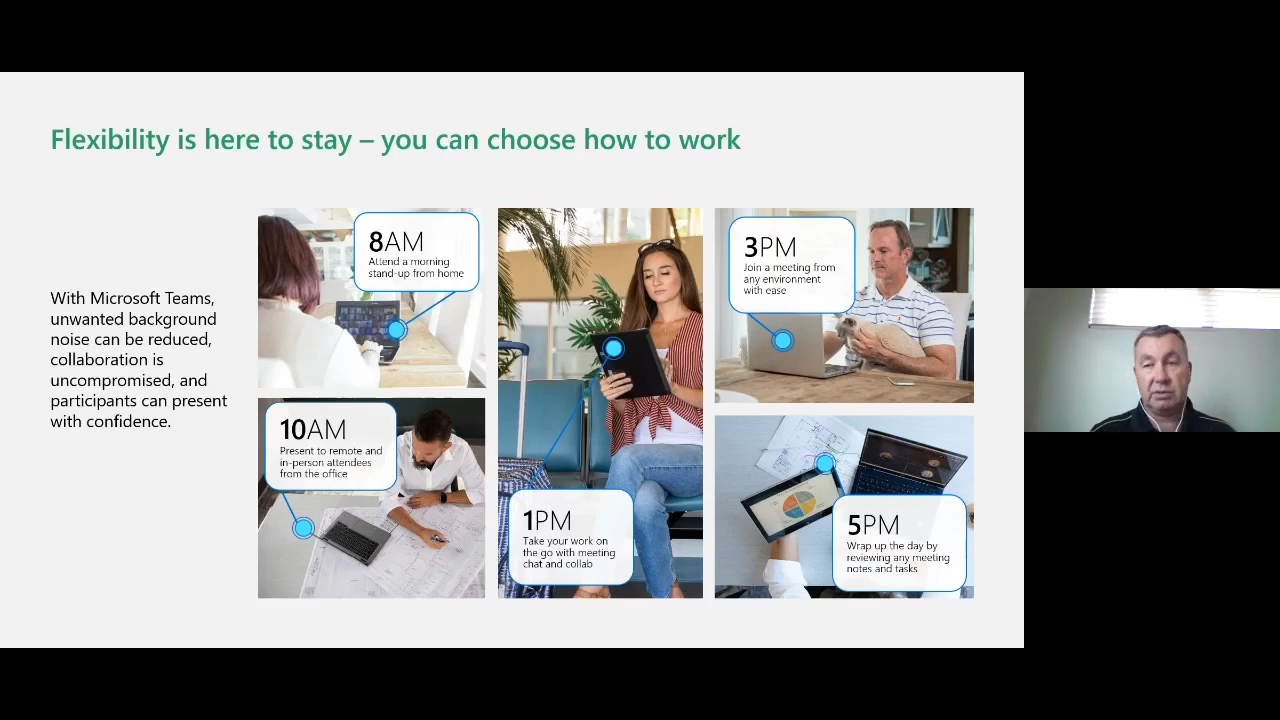 Flexibility is here to stay – you can choose how to work
With Microsoft Teams,
unwanted background
noise can be reduced,
collaboration is
uncompromised, and
participants can present
with confidence.
8AM
Attend a morning
stand-up from home
10AM
Present to remote and
in-person attendees
from the office
1PM
Take your work on
the go with meeting
chat and collab
3PM
Join a meeting from
any environment
with ease
5PM
Wrap up the day by
reviewing any meeting
notes and tasks